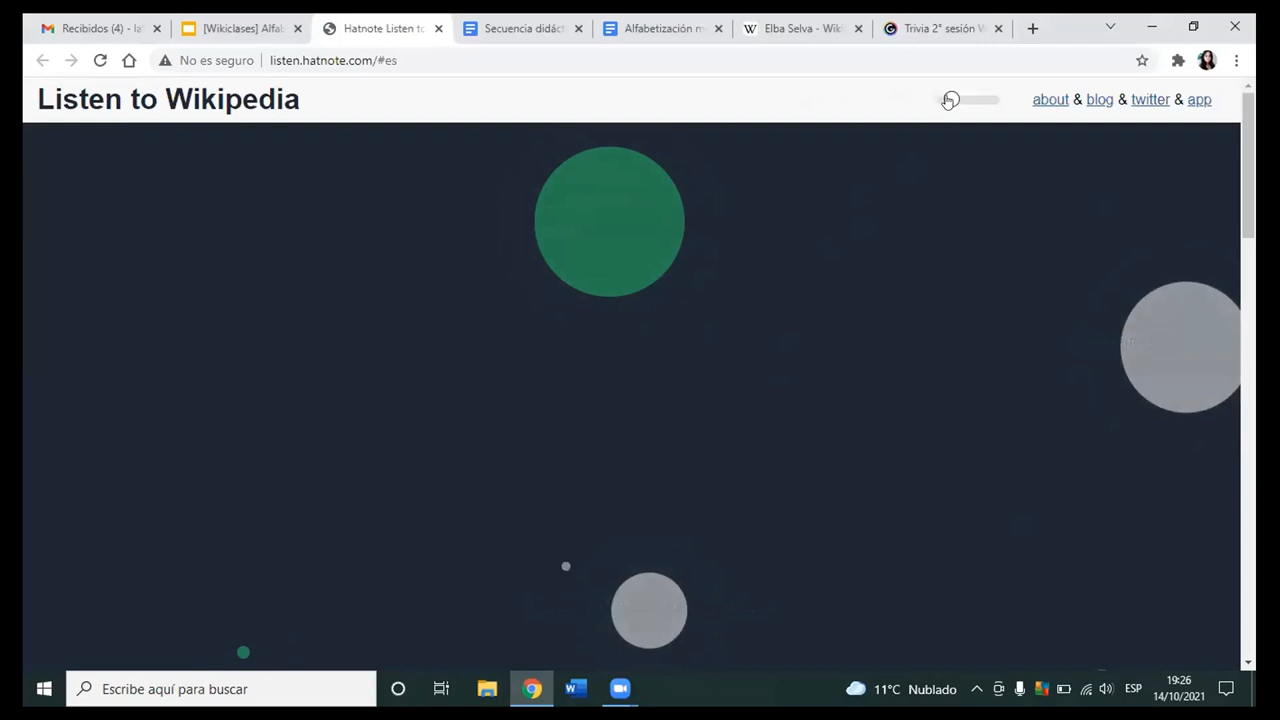 Recibidos (4) - la
[Wikiclases] Alfab
Hatnote Listen to
Secuencia didáct
Alfabetización m
Elba Selva - Wiki
Trivia 2° sesión W
No es seguro
listen.hatnote.com/#es
Listen to Wikipedia
about & blog & twitter & app
Escribe aquí para buscar
11°C Nublado
ESP
19:26
14/10/2021